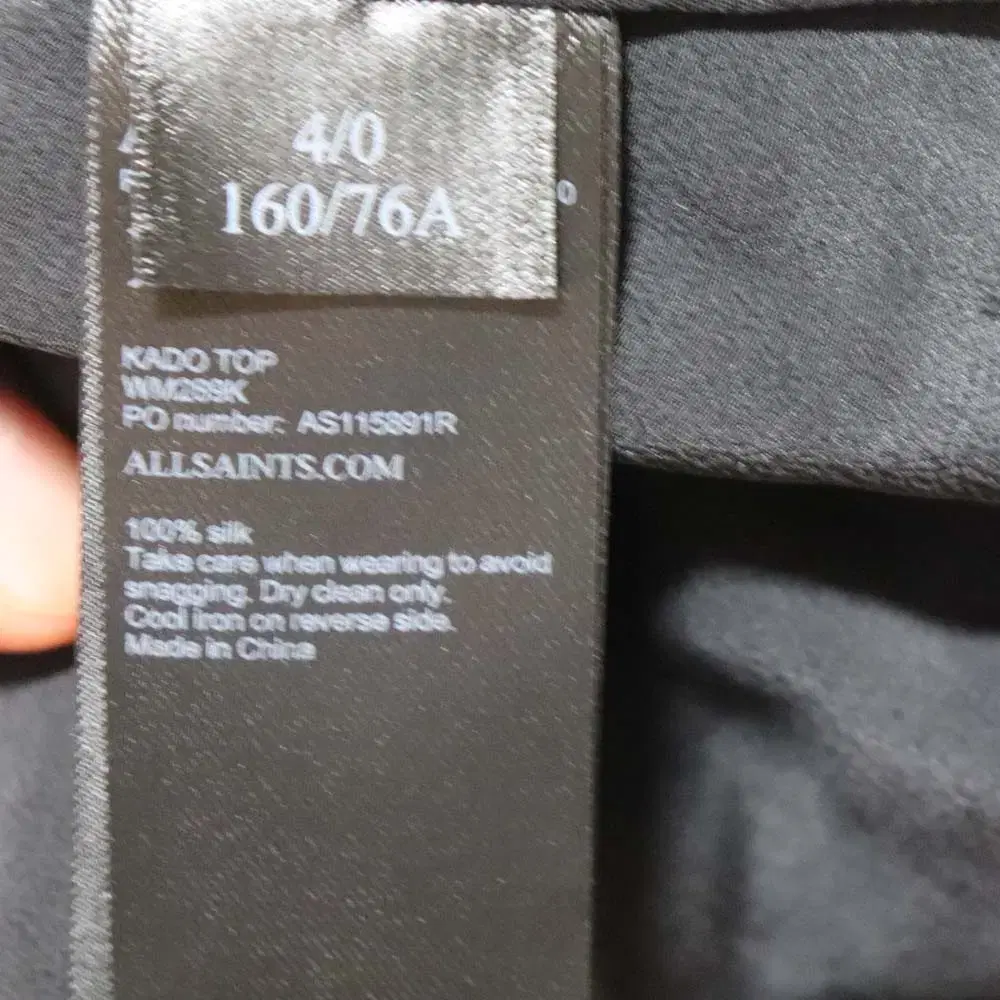 4/0
160/76A
KADO TOP
WM289K
PO number: AS115891R
ALLSAINTS.COM
100% silk
Take care when wearing to avoid
snagging. Dry clean only.
Cool iron on reverse side.
Made in China